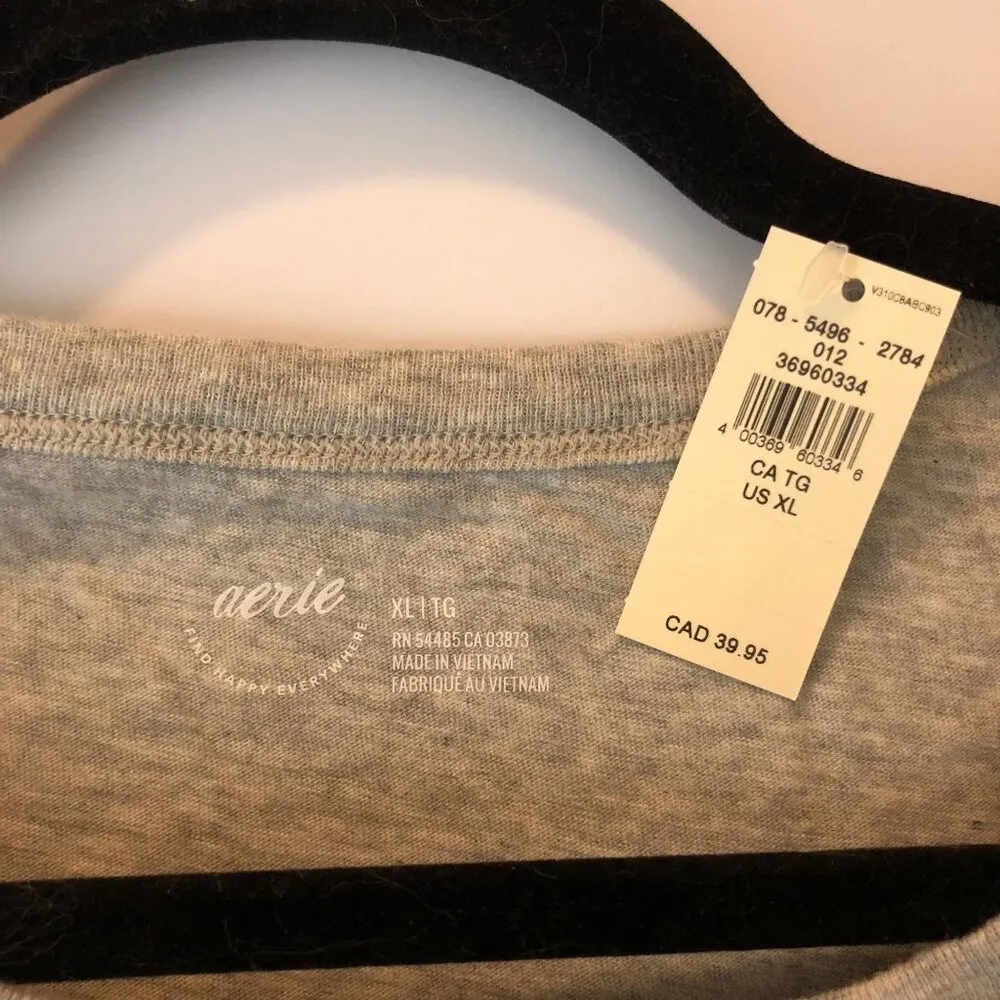 V310C8ABC903
078 - 5496 - 2784
012
36960334
4 00369 60334 6
CA TG
US XL
CAD 39.95
aerie
FIND HAPPY EVERYWHERE
XL | TG
RN 54485 CA 03873
MADE IN VIETNAM
FABRIQUÉ AU VIETNAM